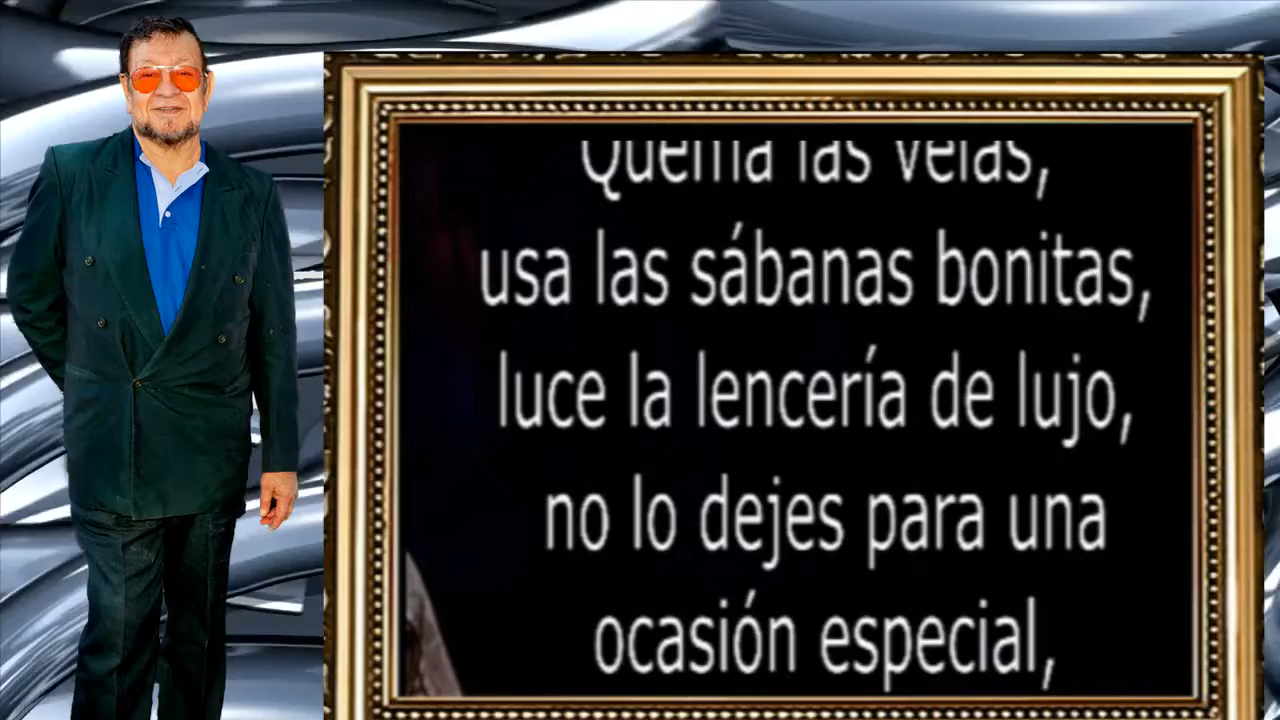 Quema las velas,
usa las sábanas bonitas,
luce la lencería de lujo,
no lo dejes para una
ocasión especial,